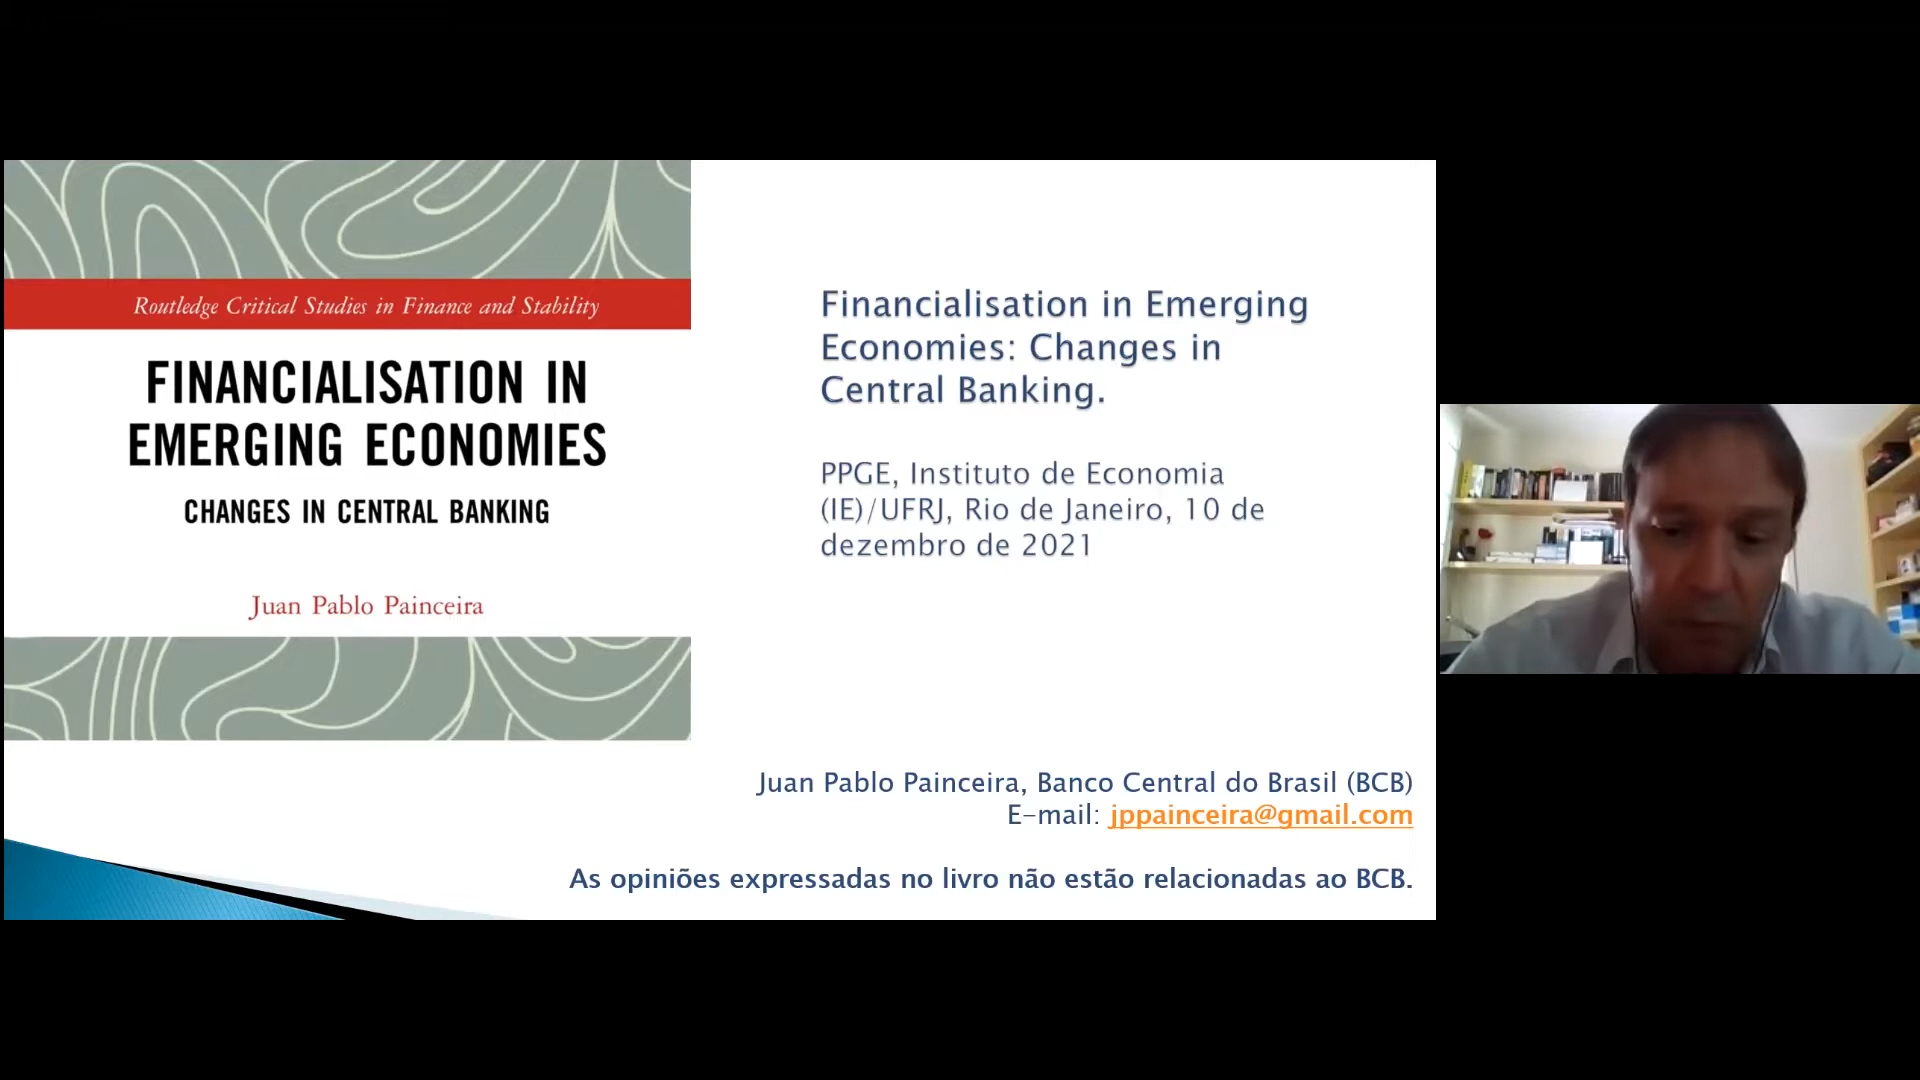 Routledge Critical Studies in Finance and Stability
FINANCIALISATION IN
EMERGING ECONOMIES
CHANGES IN CENTRAL BANKING
Juan Pablo Painceira
Financialisation in Emerging
Economies: Changes in
Central Banking.
PPGE, Instituto de Economia
(IE)/UFRJ, Rio de Janeiro, 10 de
dezembro de 2021
Juan Pablo Painceira, Banco Central do Brasil (BCB)
E-mail: jppainceira@gmail.com
As opiniões expressadas no livro não estão relacionadas ao BCB.